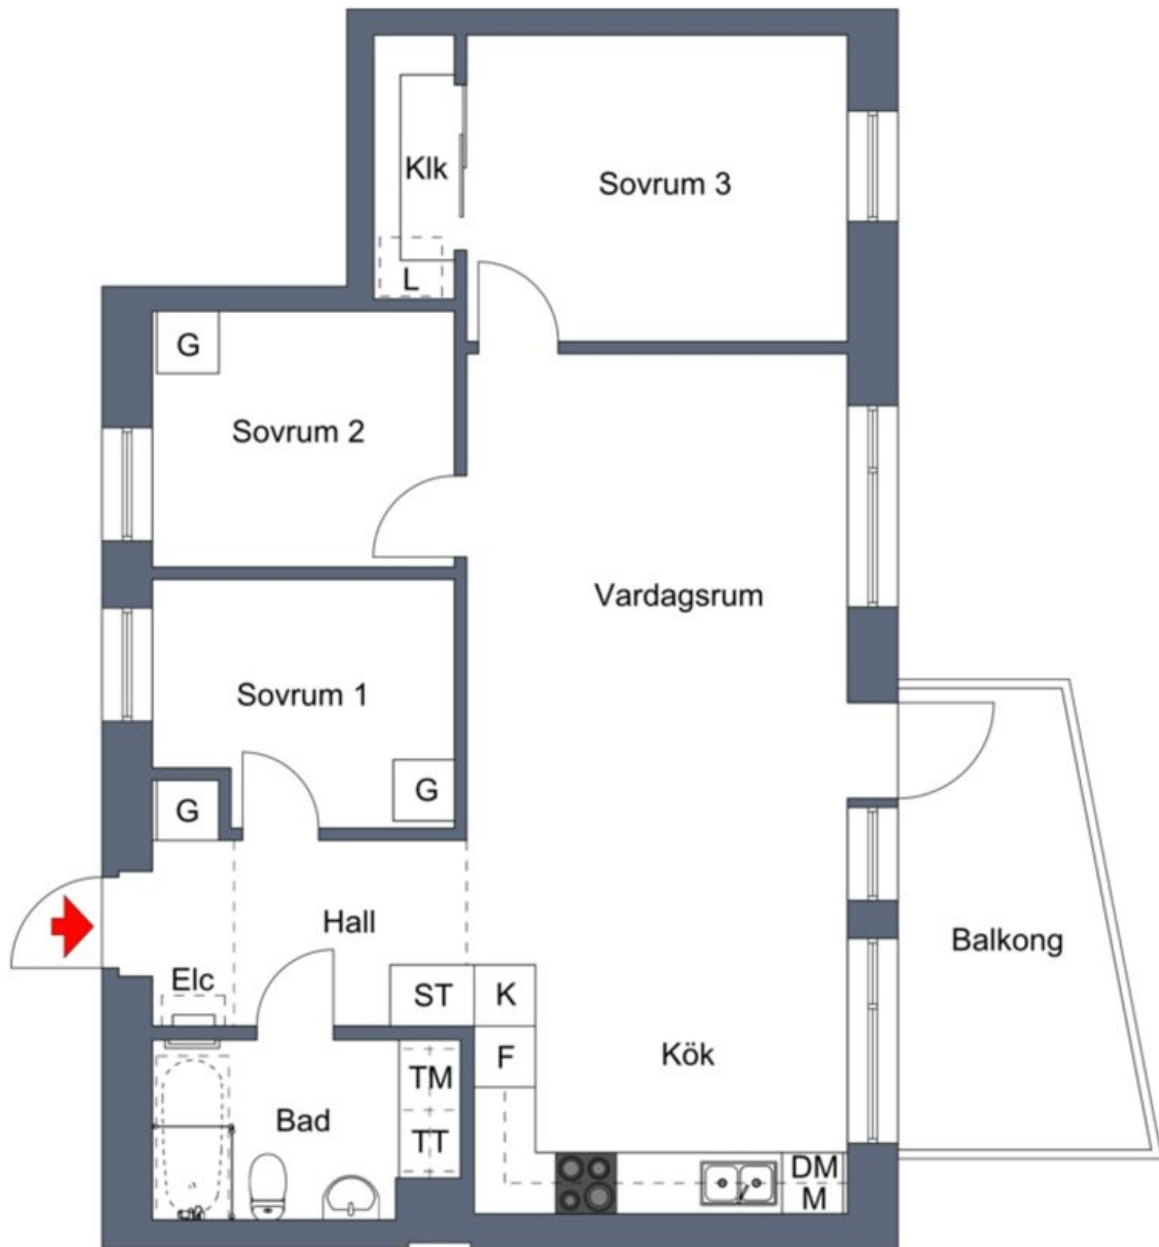 Klk
Sovrum 3
L
G
Sovrum 2
Vardagsrum
Sovrum 1
G
G
Hall
Balkong
Elc
ST
K
F
Kök
TM
Bad
TT
DM
M